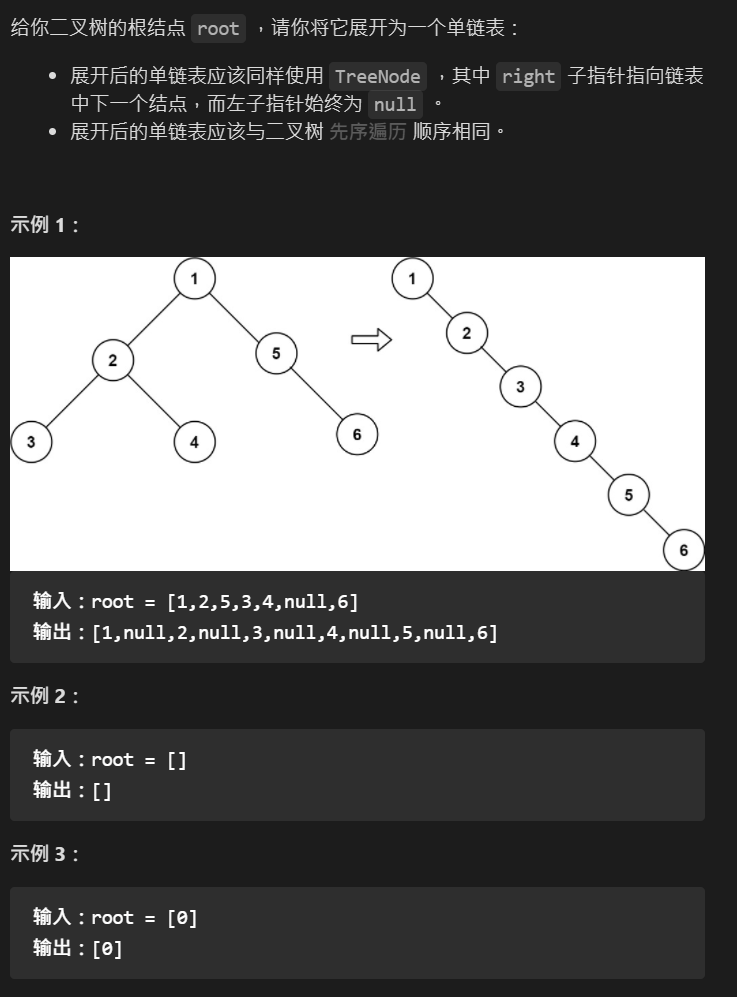 给你二叉树的根结点 root ，请你将它展开为一个单链表：
• 展开后的单链表应该同样使用 TreeNode ，其中 right 子指针指向链表
中下一个结点，而左子指针始终为 null 。
• 展开后的单链表应该与二叉树 先序遍历 顺序相同。
示例 1：
1 1
2 5 2
3 4 6 3
4
5
6
输入：root = [1,2,5,3,4,null,6]
输出：[1,null,2,null,3,null,4,null,5,null,6]
示例 2：
输入：root = []
输出：[]
示例 3：
输入：root = [0]
输出：[0]